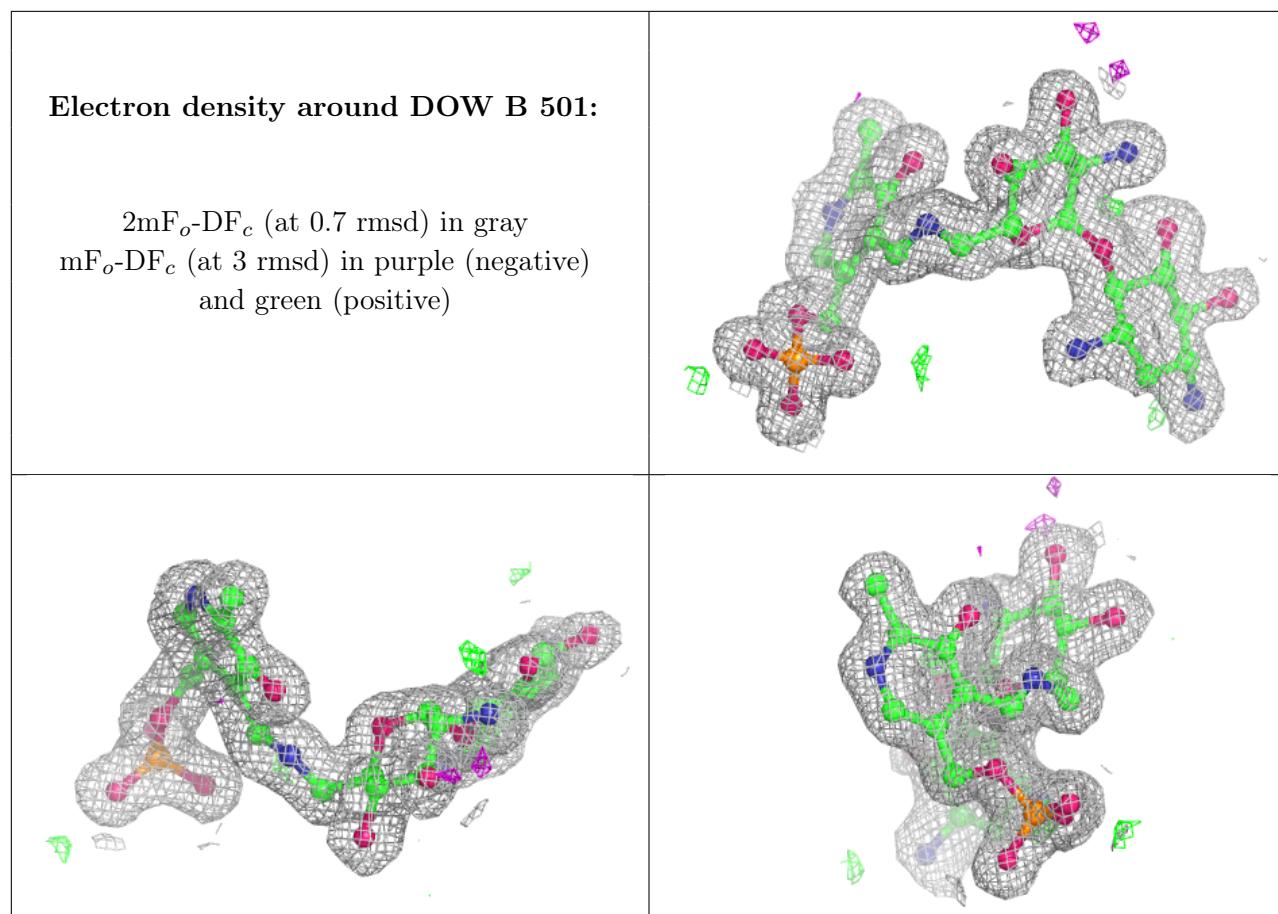 Electron density around DOW B 501:
2mFo-DFc (at 0.7 rmsd) in gray
mFo-DFc (at 3 rmsd) in purple (negative)
and green (positive)